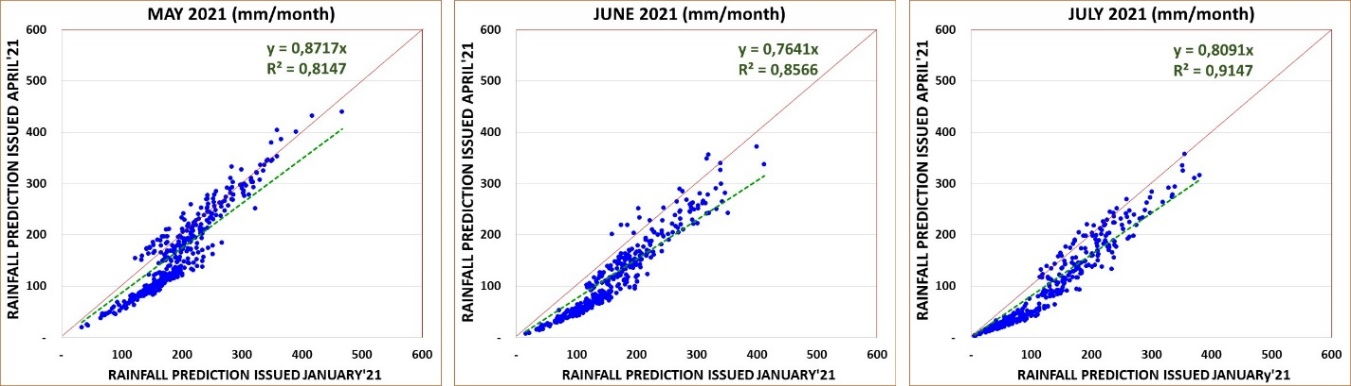 MAY 2021 (mm/month)
RAINFALL PREDICTION ISSUED APRIL'21
600
500
400
300
200
100
-
y = 0,8717x
R² = 0,8147
- 100 200 300 400 500 600
RAINFALL PREDICTION ISSUED JANUARY'21
JUNE 2021 (mm/month)
RAINFALL PREDICTION ISSUED APRIL'21
600
500
400
300
200
100
-
y = 0,7641x
R² = 0,8566
- 100 200 300 400 500 600
RAINFALL PREDICTION ISSUED JANUARY'21
JULY 2021 (mm/month)
RAINFALL PREDICTION ISSUED APRIL'21
600
500
400
300
200
100
-
y = 0,8091x
R² = 0,9147
- 100 200 300 400 500 600
RAINFALL PREDICTION ISSUED JANUARy'21